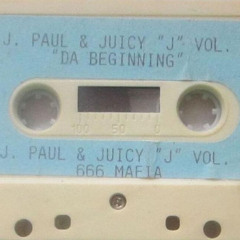 J. PAUL & JUICY "J" VOL.
"DA BEGINNING"
100 50 0
J. PAUL & JUICY "J" VOL.
666 MAFIA